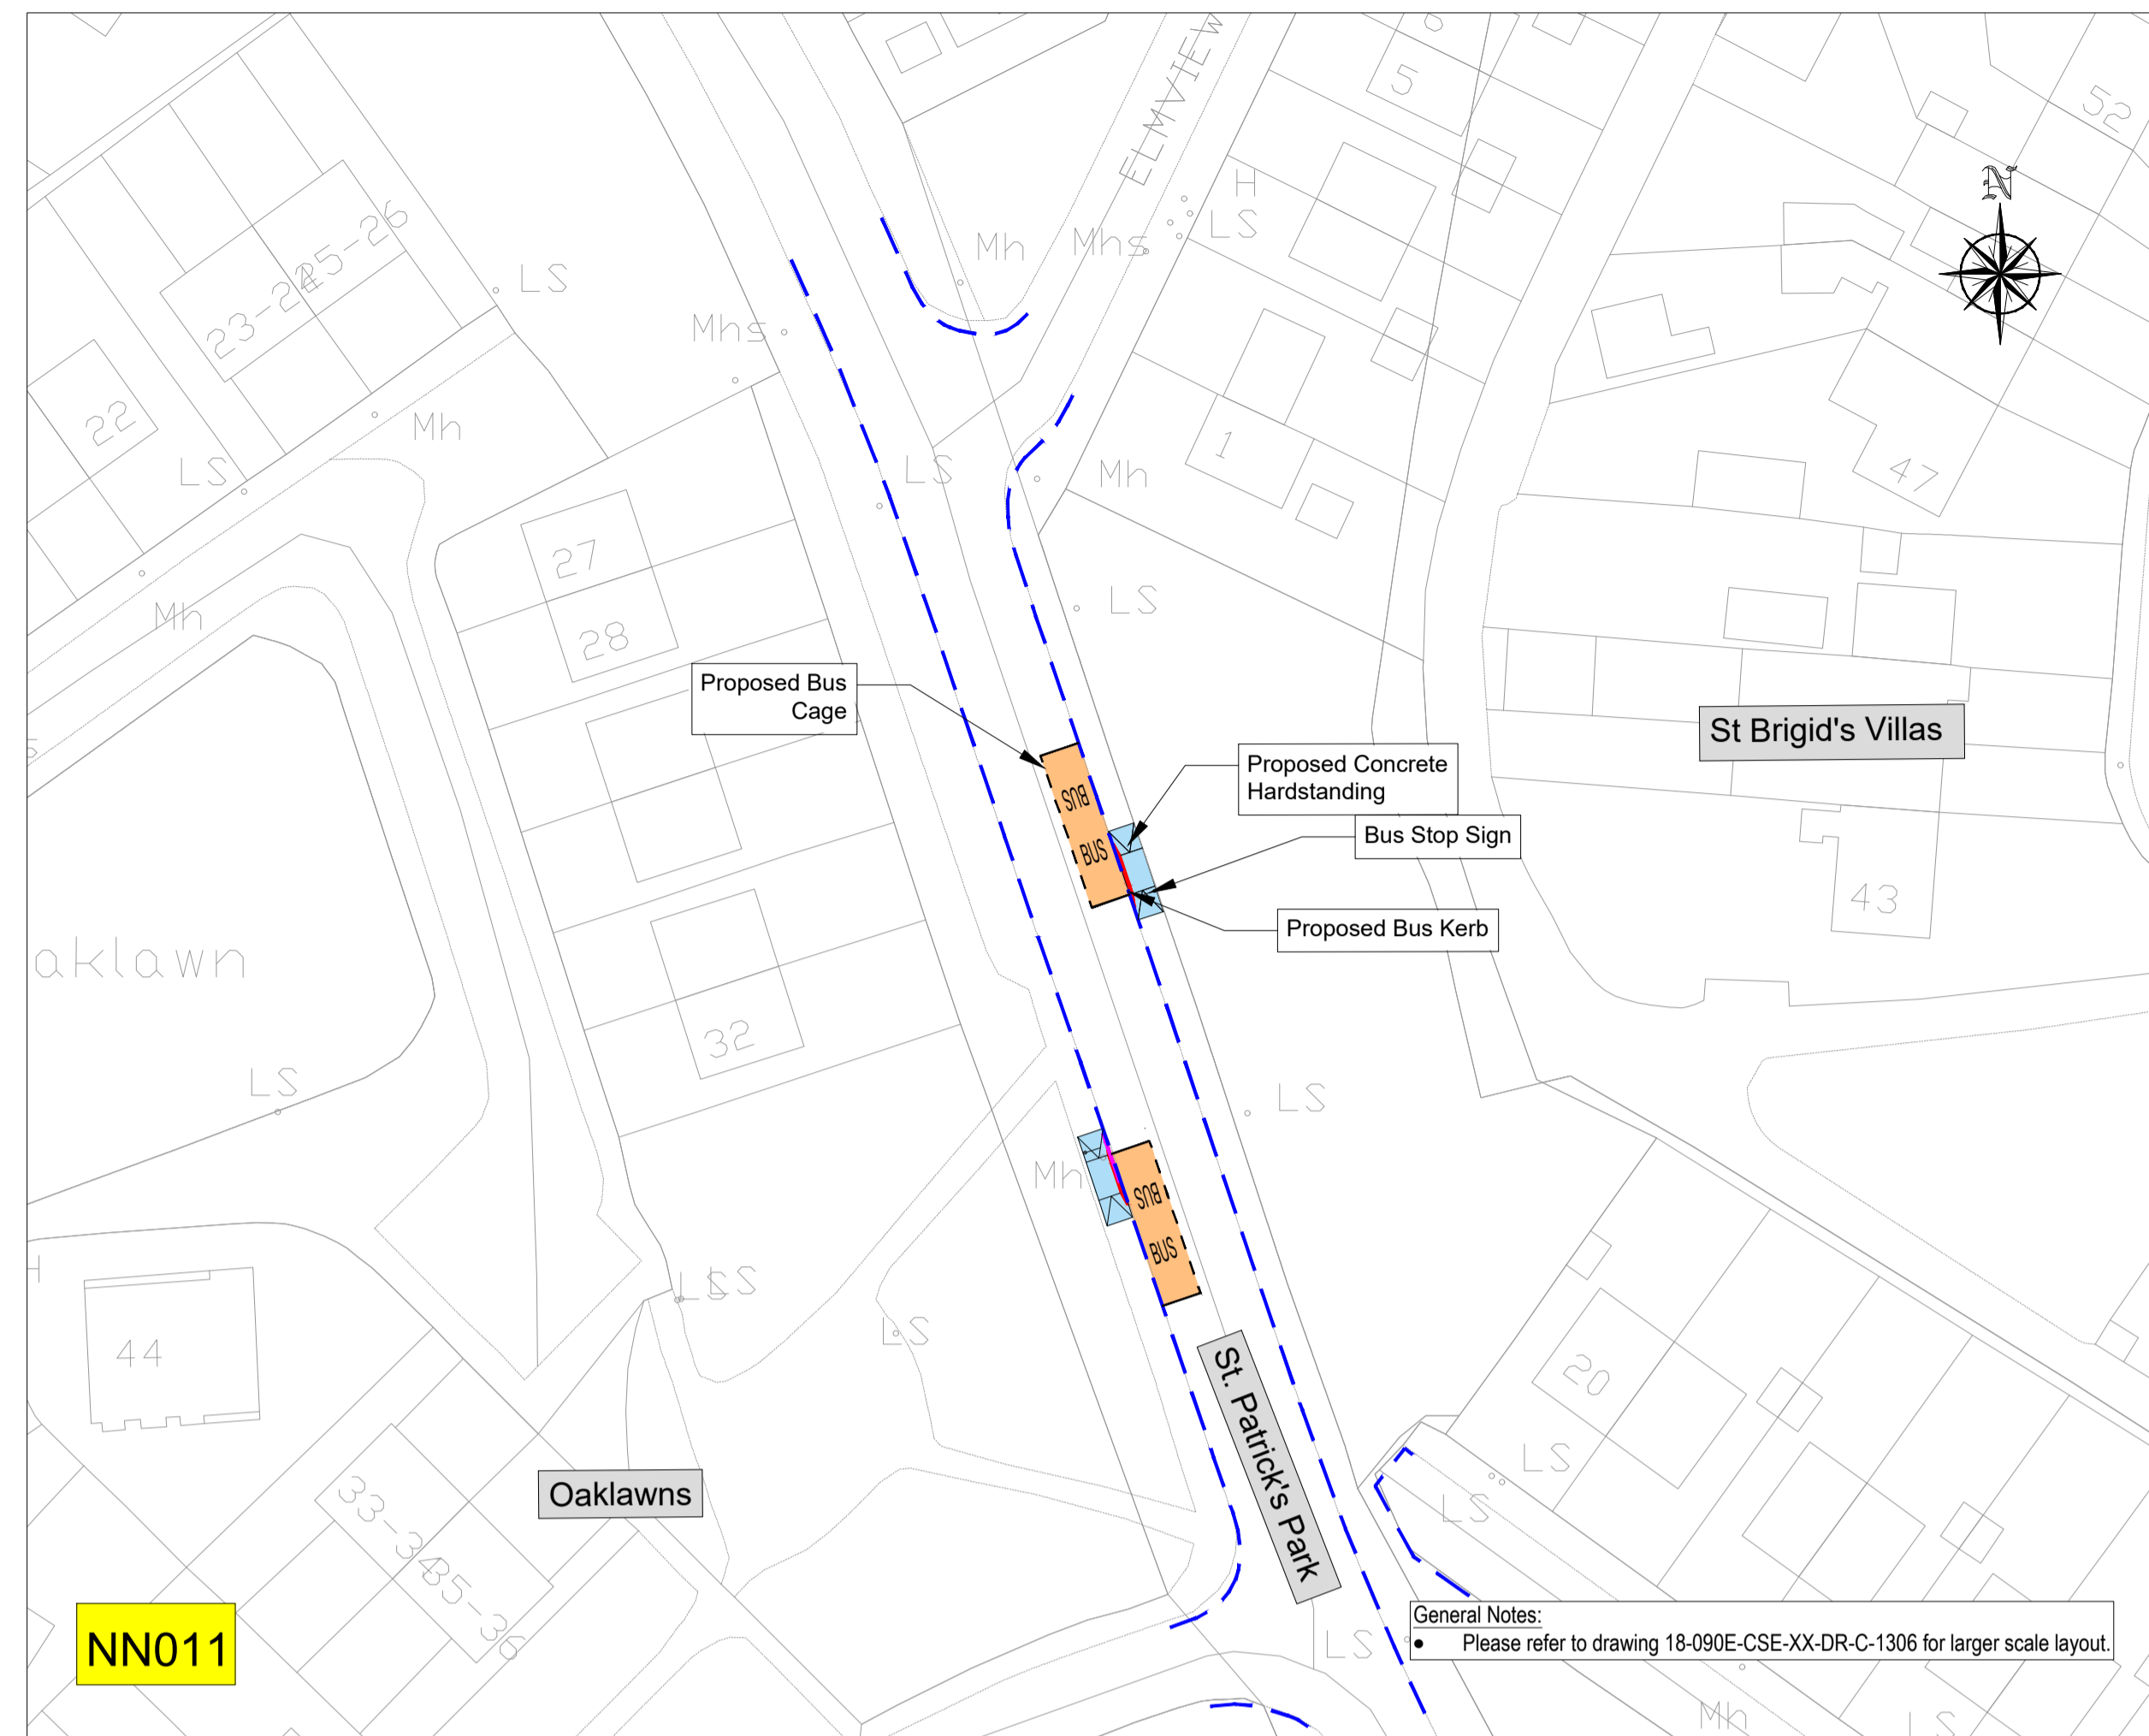 ELMVIEW
5
52
N
H
LS
Mh
Mhs
23-24
25-26
LS
Mhs
22
Mh
LS
LS
Mh
1
47
27
28
LS
Mh
Proposed Bus
Cage
St Brigid's Villas
Proposed Concrete
Hardstanding
BUS
BUS
Bus Stop Sign
43
Proposed Bus Kerb
aklawn
32
LS
LS
Mh
BUS
BUS
LS
LS
LS
44
St. Patrick's Park
20
LS
LS
Oaklawns
33-34
35-36
NN011
General Notes:
● Please refer to drawing 18-090E-CSE-XX-DR-C-1306 for larger scale layout.
LS
Mh
LS